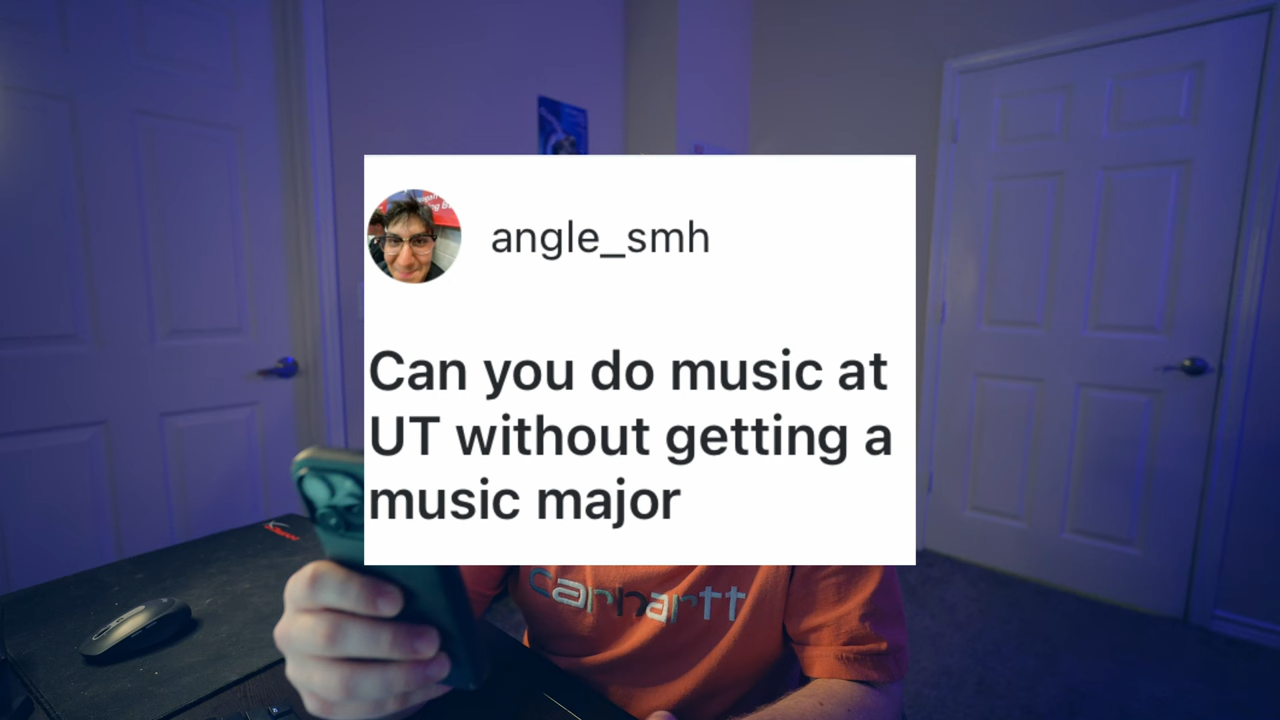 angle_smh
Can you do music at
UT without getting a
music major
carhartt